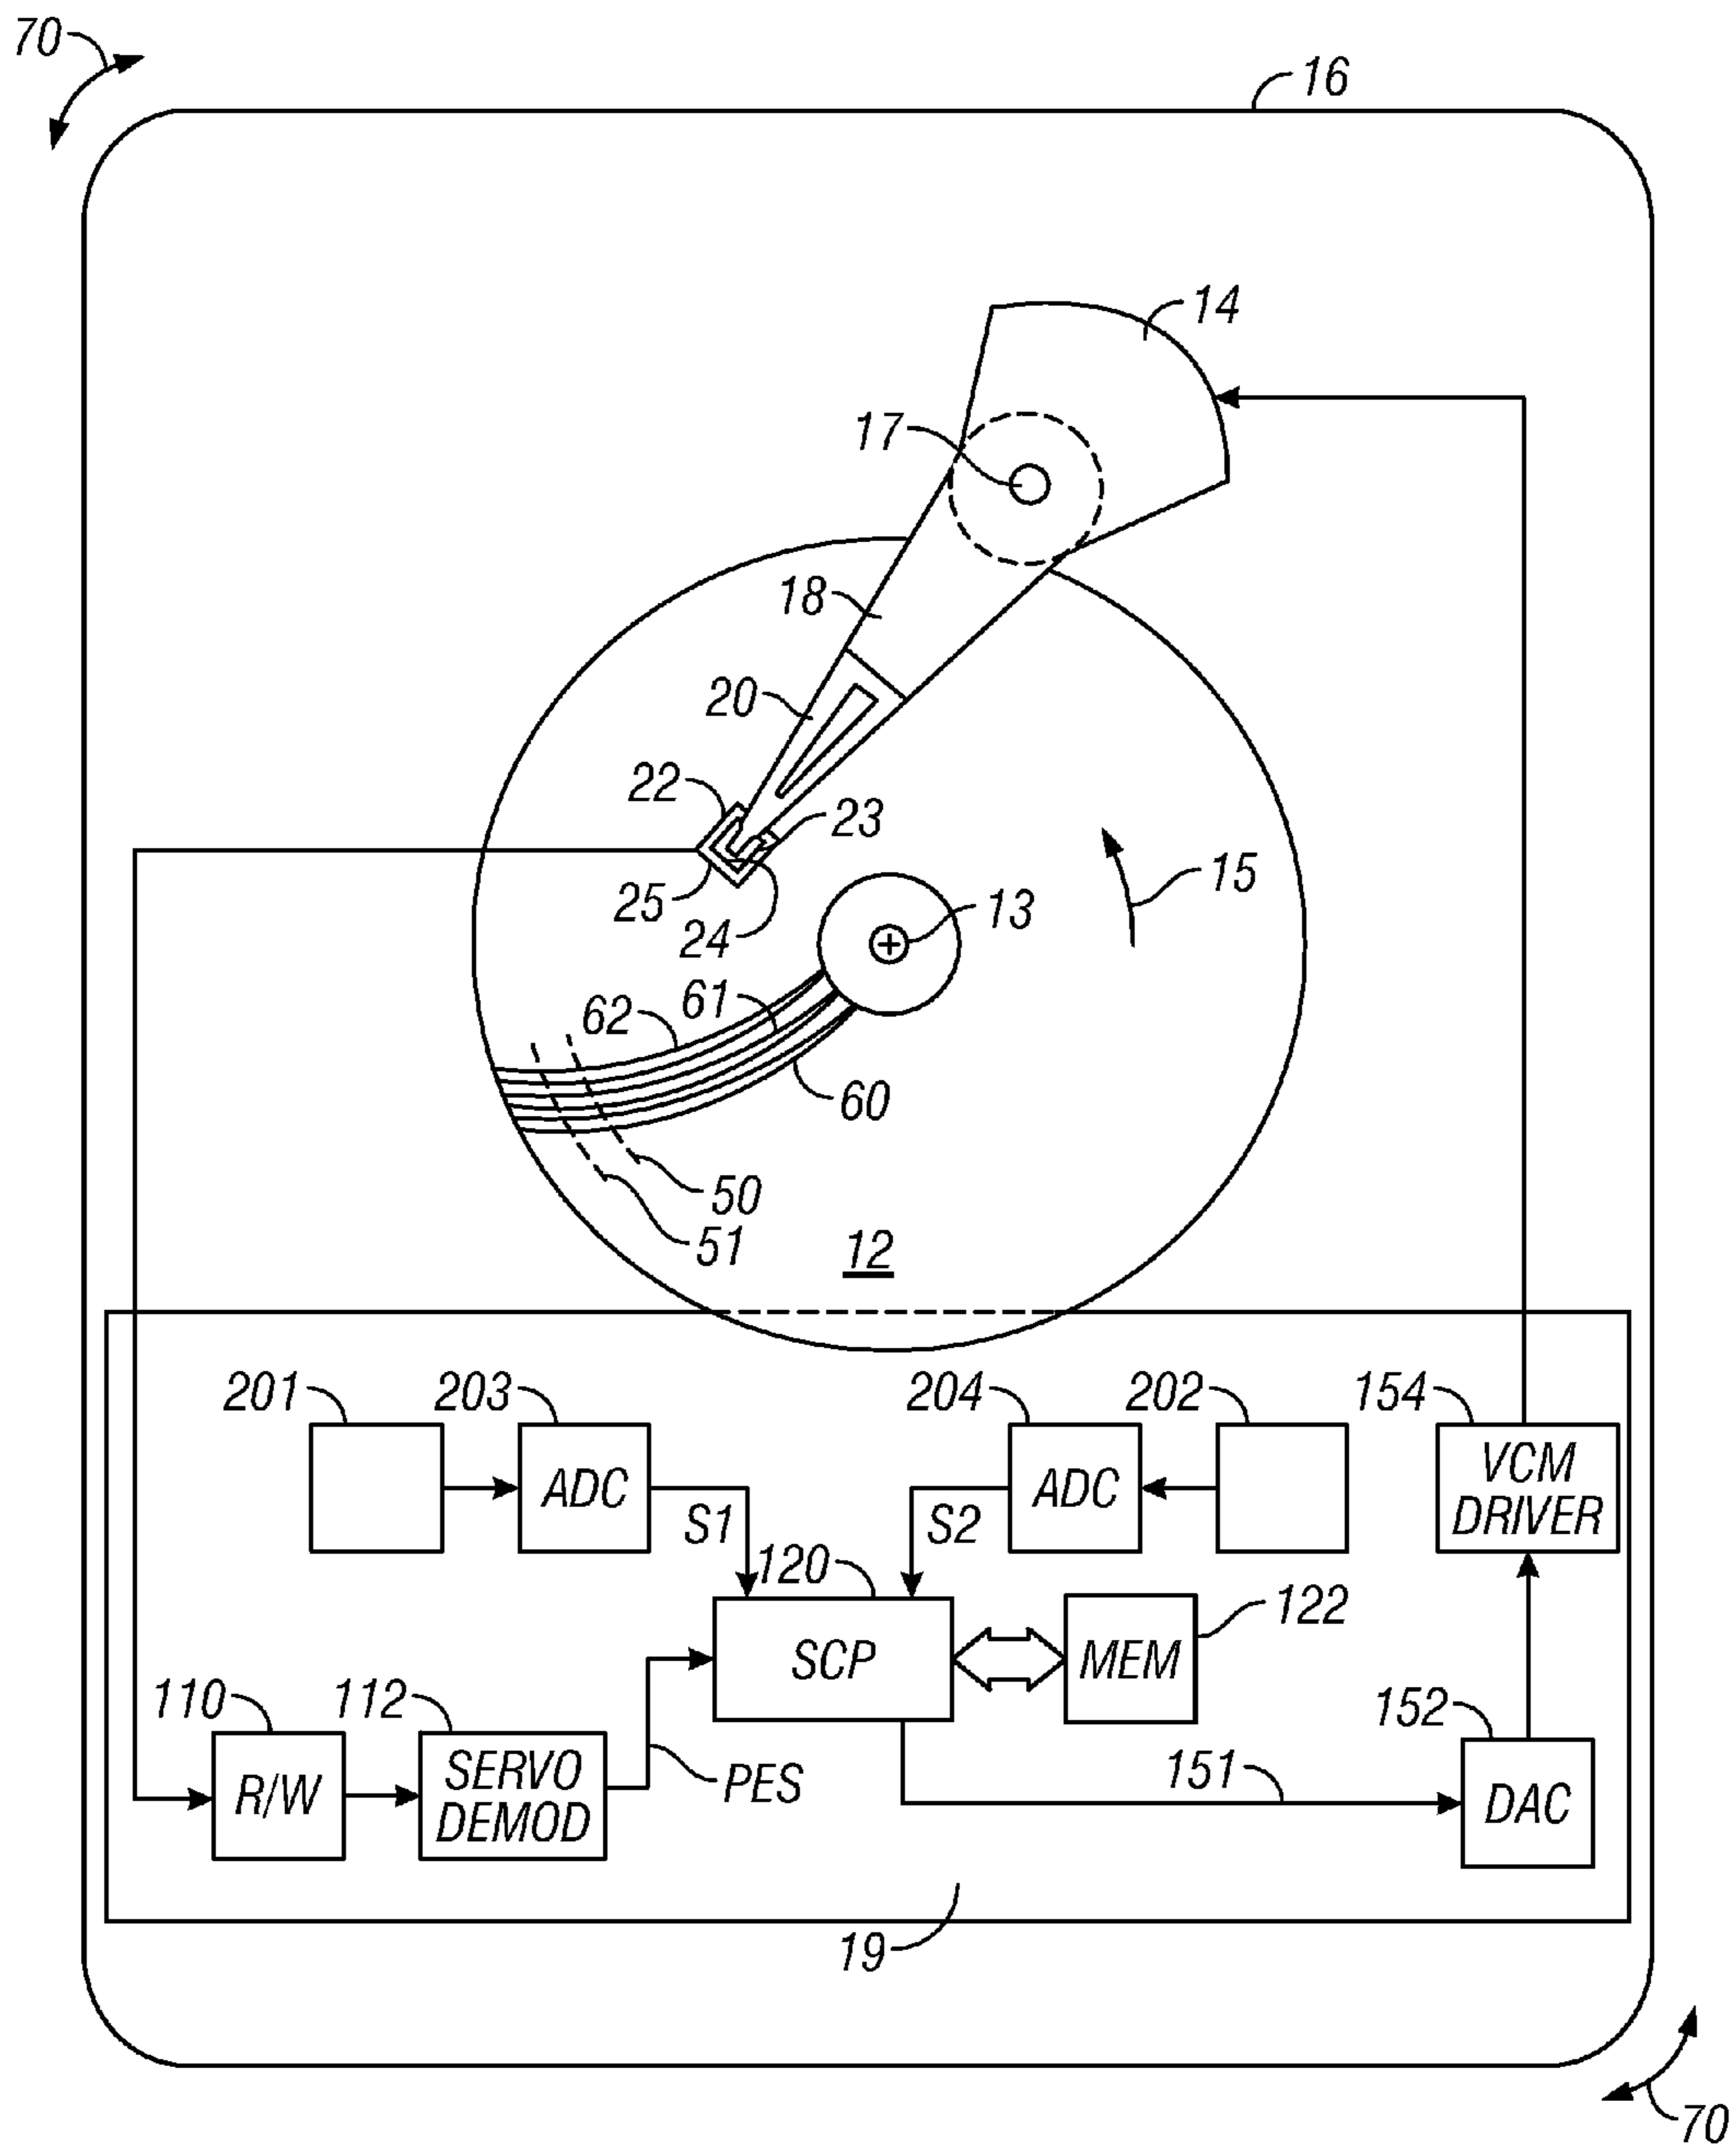 70
16
14
17
18
20
22
23
25
24
15
13
62
61
60
50
51
12
201
203
204
202
154
ADC
ADC
VCM
DRIVER
S1
S2
120
122
SCP
MEM
110
112
152
R/W
SERVO
DEMOD
PES
151
DAC
19
70